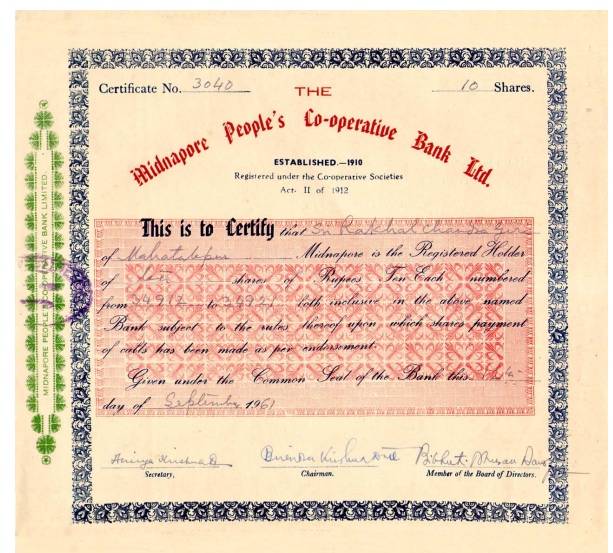 Certificate No. 3040
10 Shares.
THE
Midnapore People's Co-operative Bank Ltd.
ESTABLISHED.—1910
Registered under the Co-operative Societies
Act. II of 1912
This is to Certify that Sri Rakhal Chandra Giri
of Midnapore is the Registered Holder
of shares of Rupees Ten Each numbered
from 34912 to 34921 both inclusive in the above named
Bank subject to the rules thereof upon which shares payment
of calls has been made as per endorsement.
Given under the Common Seal of the Bank this
day of September 1961
Secretary, Chairman. Member of the Board of Directors.
MIDNAPORE PEOPLE'S CO-OPERATIVE BANK LIMITED.